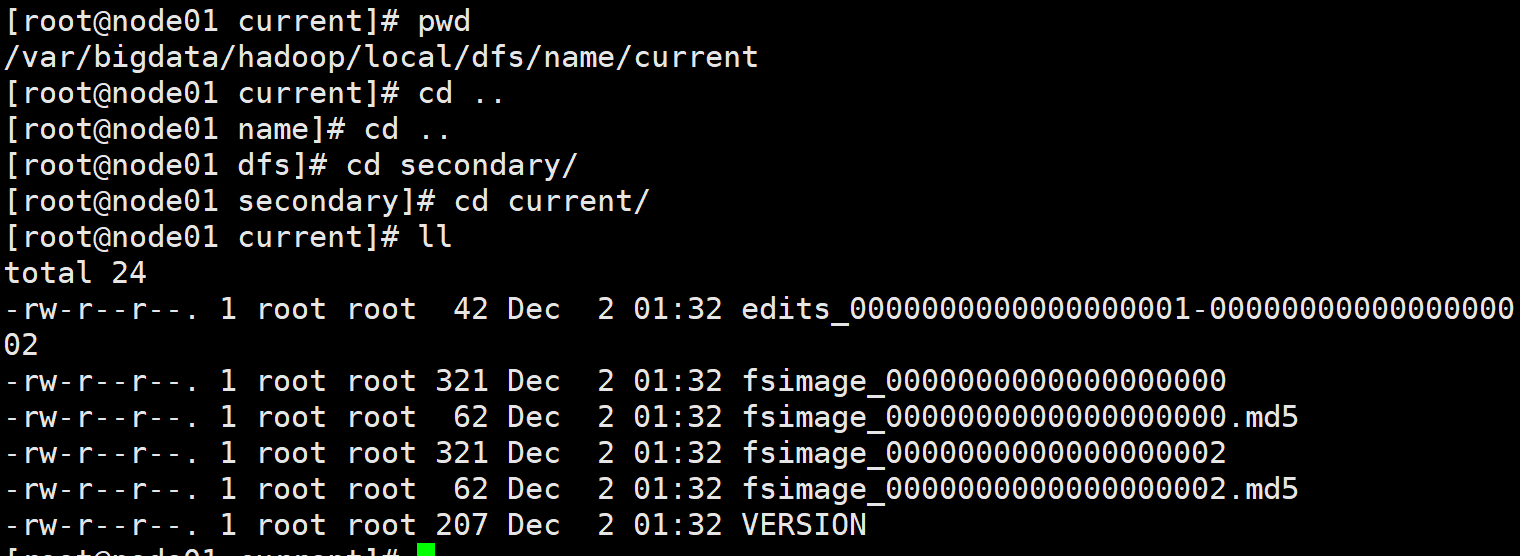 [root@node01 current]# pwd
/var/bigdata/hadoop/local/dfs/name/current
[root@node01 current]# cd ..
[root@node01 name]# cd ..
[root@node01 dfs]# cd secondary/
[root@node01 secondary]# cd current/
[root@node01 current]# ll
total 24
-rw-r--r--. 1 root root  42 Dec  2 01:32 edits_0000000000000000001-00000000000000000
02
-rw-r--r--. 1 root root 321 Dec  2 01:32 fsimage_0000000000000000000
-rw-r--r--. 1 root root  62 Dec  2 01:32 fsimage_0000000000000000000.md5
-rw-r--r--. 1 root root 321 Dec  2 01:32 fsimage_0000000000000000002
-rw-r--r--. 1 root root  62 Dec  2 01:32 fsimage_0000000000000000002.md5
-rw-r--r--. 1 root root 207 Dec  2 01:32 VERSION
[root@node01 current]#